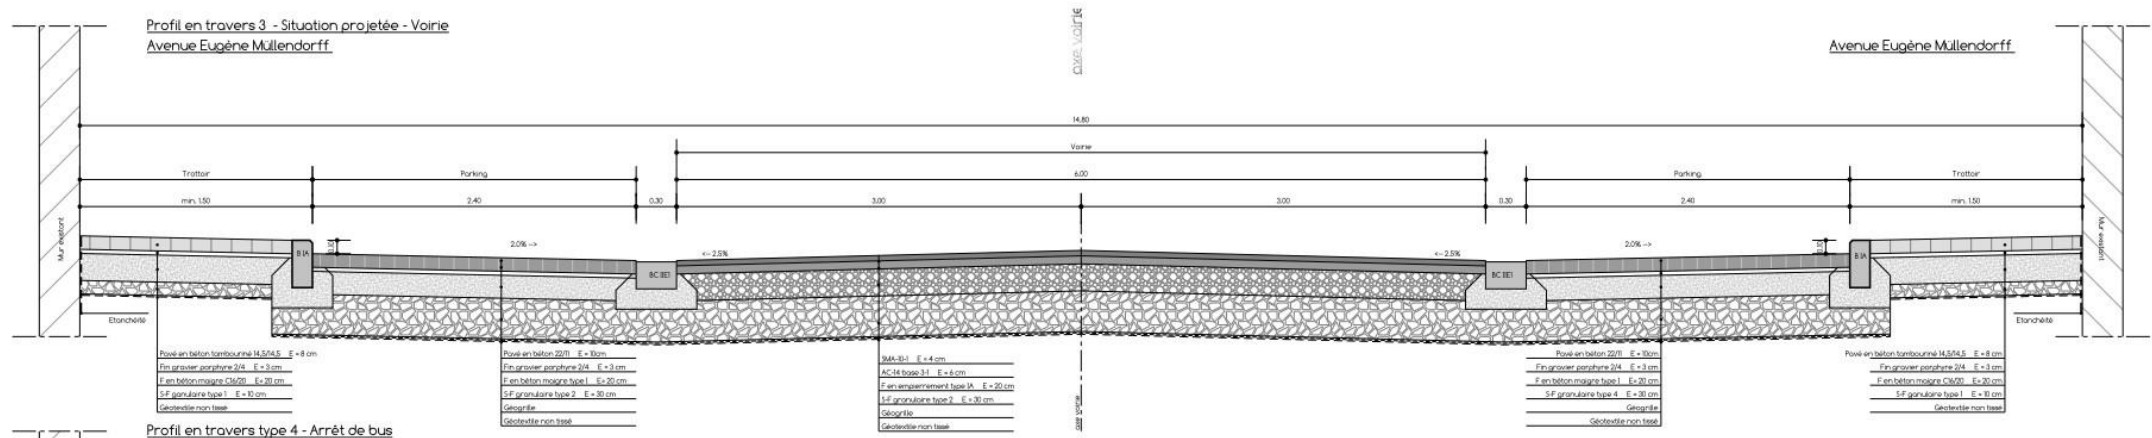 Profil en travers 3 - Situation projetée - Voirie
Avenue Eugène Müllendorff
axe voirie
Avenue Eugène Müllendorff
14,80
Voirie
Trottoir
Parking
6,00
Parking
Trottoir
min. 1,50
2,40
0,30
3,00
3,00
0,30
2,40
min. 1,50
Mur existant
B IA
0,10
2.0% -->
BC IIE1
<-- 2.5%
<-- 2.5%
BC IIE1
2.0% -->
0,10
B IA
Mur existant
Etanchéité
Etanchéité
Pavé en béton tambourinné 14,5/14,5 E = 8 cm
Fin gravier porphyre 2/4 E = 3 cm
F en béton maigre C16/20 E= 20 cm
S-F granulaire type 1 E = 10 cm
Géotextile non tissé
Pavé en béton 22/11 E = 10cm
Fin gravier porphyre 2/4 E = 3 cm
F en béton maigre type I E= 20 cm
S-F granulaire type 2 E = 30 cm
Géogrille
Géotextile non tissé
SMA-10-1 E = 4 cm
AC-14 base 3-1 E = 6 cm
F en empierrement type IA E = 20 cm
S-F granulaire type 2 E = 30 cm
Géogrille
Géotextile non tissé
axe voirie
Pavé en béton 22/11 E = 10cm
Fin gravier porphyre 2/4 E = 3 cm
F en béton maigre type I E= 20 cm
S-F granulaire type 4 E = 30 cm
Géogrille
Géotextile non tissé
Pavé en béton tambourinné 14,5/14,5 E = 8 cm
Fin gravier porphyre 2/4 E = 3 cm
F en béton maigre C16/20 E= 20 cm
S-F granulaire type 1 E = 10 cm
Géotextile non tissé
Profil en travers type 4 - Arrêt de bus